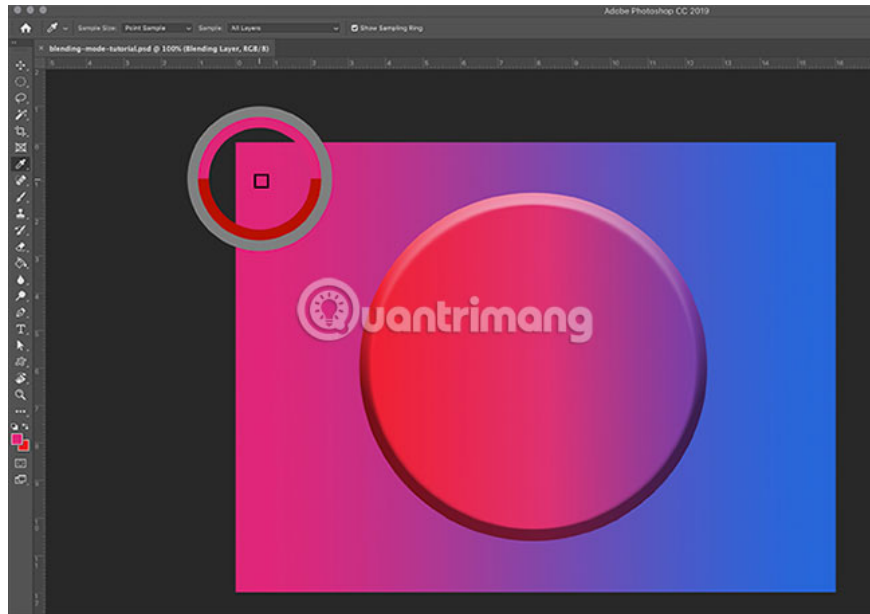 Adobe Photoshop CC 2019
Sample Size: Point Sample Sample: All Layers Show Sampling Ring
× blending-mode-tutorial.psd @ 100% (Blending Layer, RGB/8)
Quantrimang